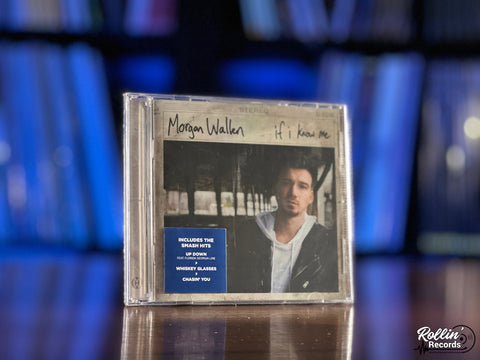 STEREO
Morgan Wallen
if i know me
INCLUDES THE
SMASH HITS
UP DOWN
FEAT. FLORIDA GEORGIA LINE
WHISKEY GLASSES
CHASIN' YOU
Rollin'
Records